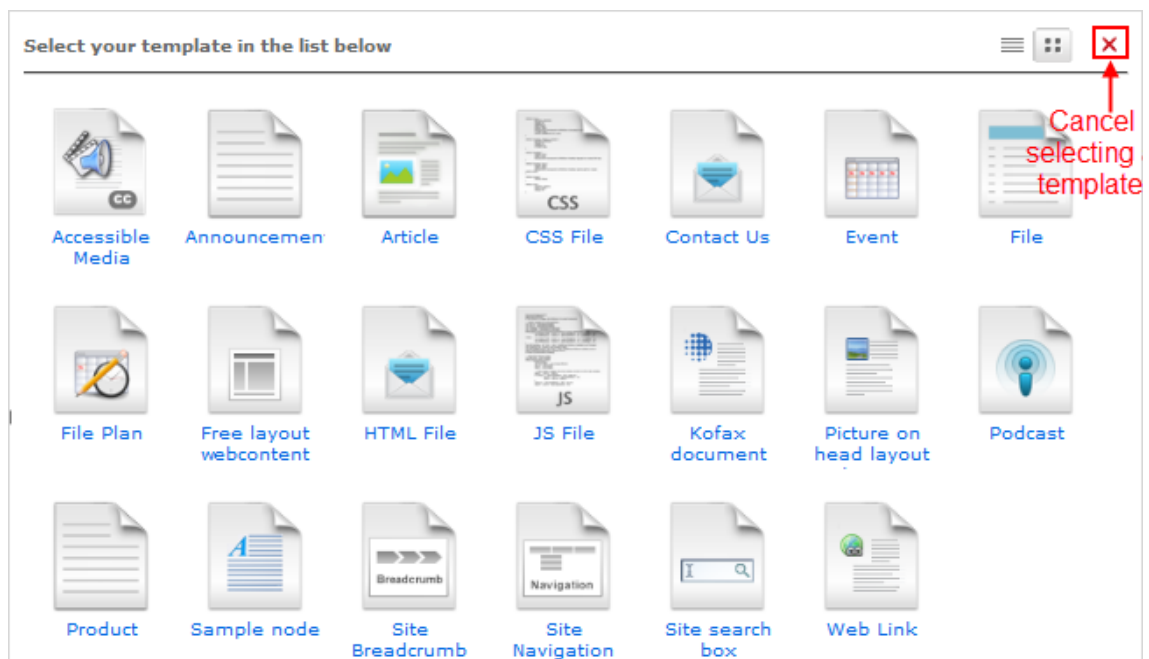 Select your template in the list below
Cancel
selecting
template
CC
CSS
Accessible
Media
Announcemen
Article
CSS File
Contact Us
Event
File
JS
File Plan
Free layout
webcontent
HTML File
JS File
Kofax
document
Picture on
head layout
Podcast
A
Breadcrumb
Navigation
Product
Sample node
Site
Breadcrumb
Site
Navigation
Site search
box
Web Link